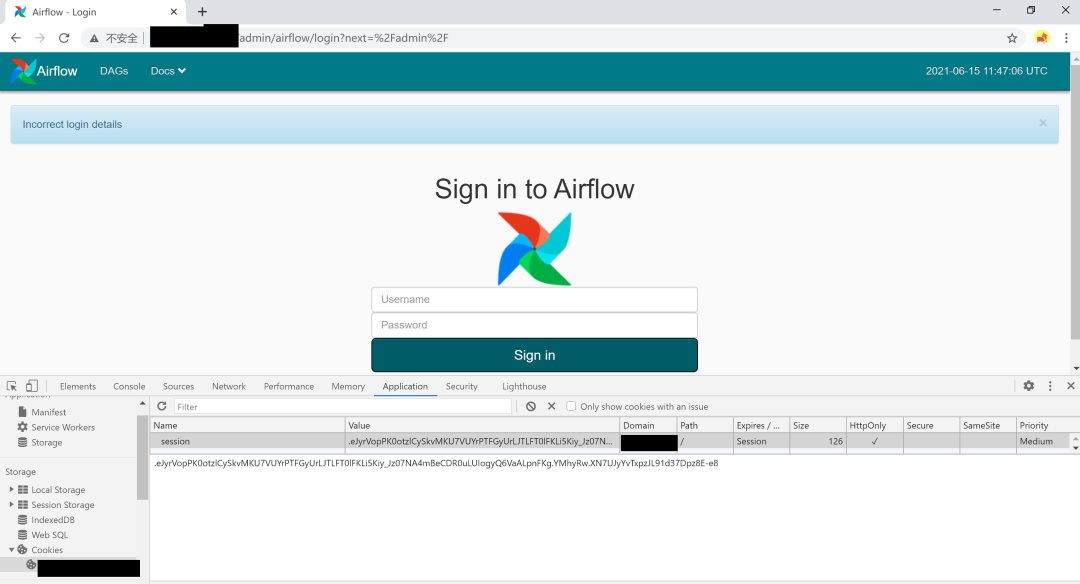 Airflow - Login
不安全
admin/airflow/login?next=%2Fadmin%2F
Airflow DAGs Docs 2021-06-15 11:47:06 UTC
Incorrect login details ×
Sign in to Airflow
Username
Password
Sign in
Elements Console Sources Network Performance Memory Application Security Lighthouse
Manifest
Service Workers
Storage
Storage
Local Storage
Session Storage
IndexedDB
Web SQL
Cookies
Filter Only show cookies with an issue
Name Value Domain Path Expires / ... Size HttpOnly Secure SameSite Priority
session .eJyrVopPK0otzlCySkvMKU7VUYrPTFGyUrLJTLFT0lFKLi5Kiy_Jz07N... / Session 126 ✓ Medium
.eJyrVopPK0otzlCySkvMKU7VUYrPTFGyUrLJTLFT0lFKLi5Kiy_Jz07NA4mBeCDR0uLUIogyQ6VaALpnFKg.YMhyRw.XN7UJyYvTxpzJL91d37Dpz8E-e8